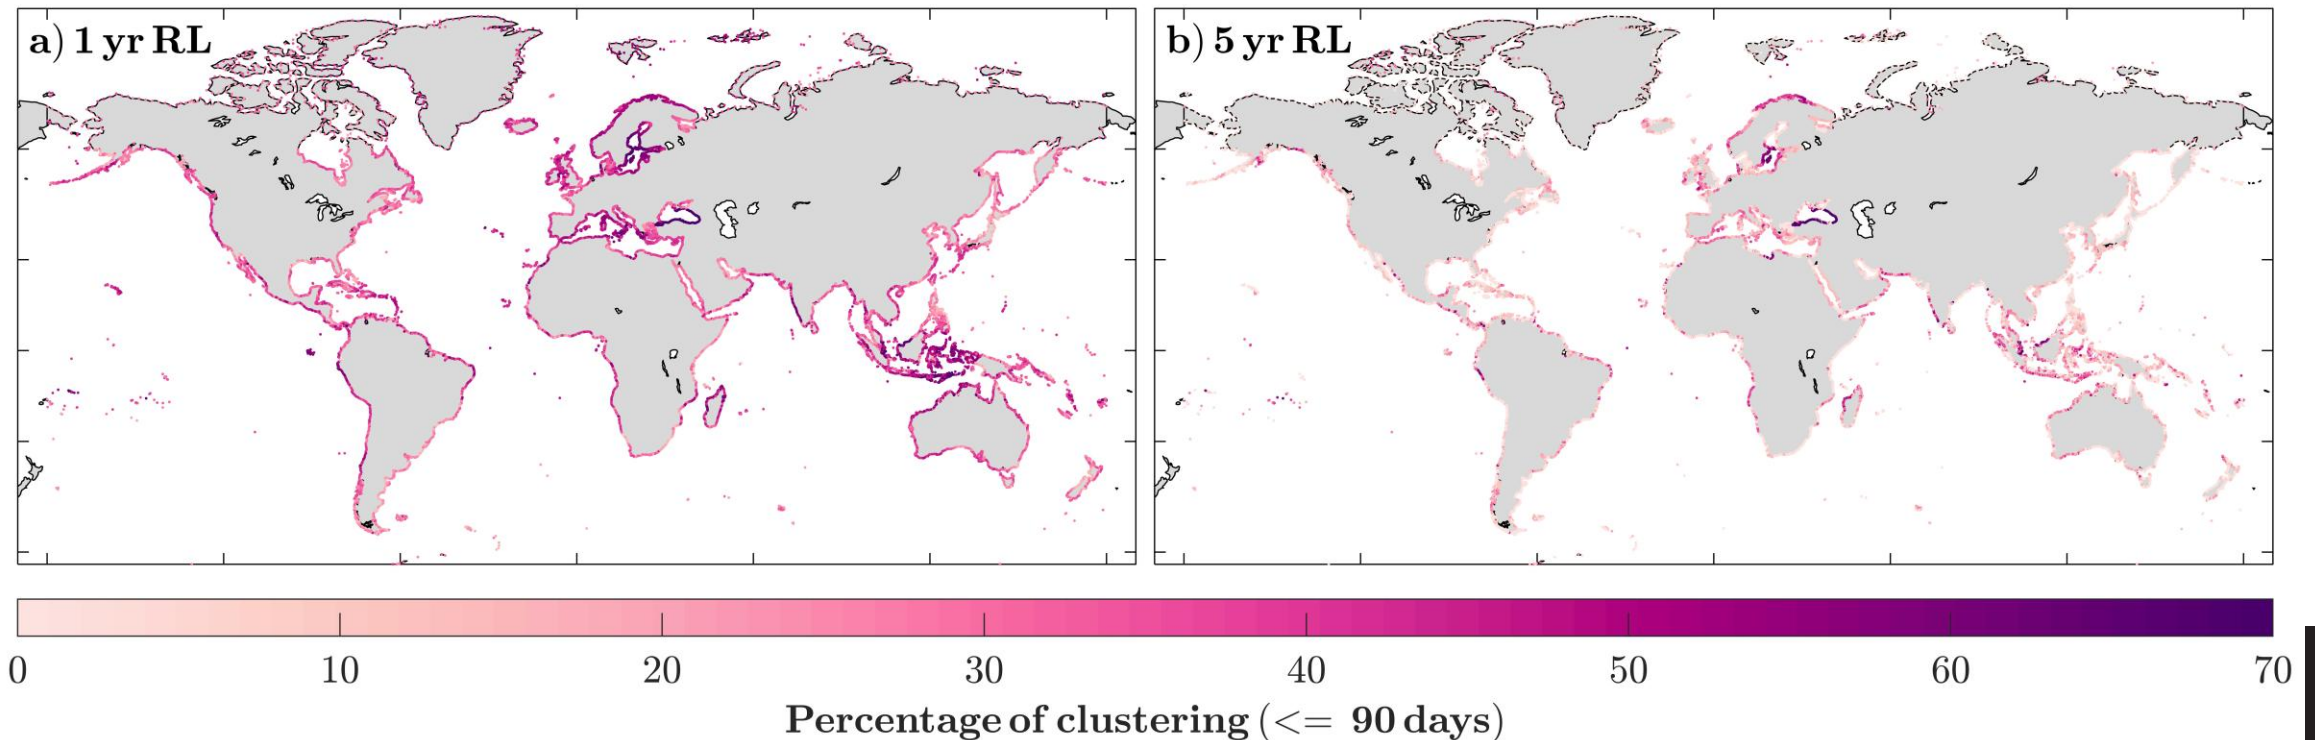 a) 1 yr RL
b) 5 yr RL
0 10 20 30 40 50 60 70
Percentage of clustering (<= 90 days)